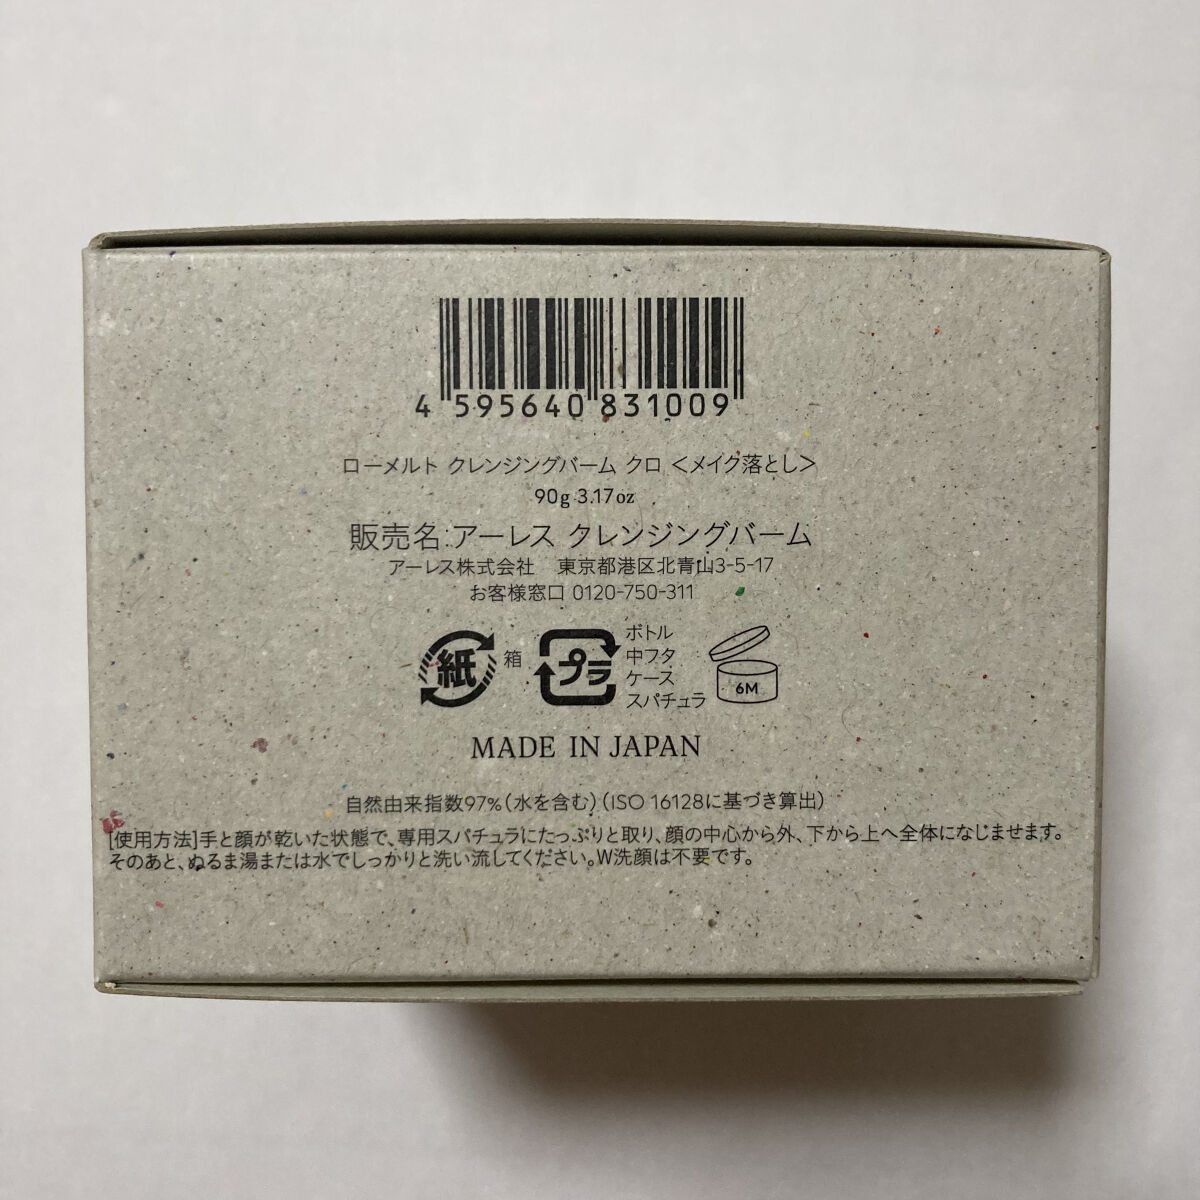 4 595640 831009
ローメルト クレンジングバーム クロ <メイク落とし>
90g 3.17oz
販売名:アーレス クレンジングバーム
アーレス株式会社 東京都港区北青山3-5-17
お客様窓口 0120-750-311
紙 箱 プラ ボトル
中フタ
ケース
スパチュラ
6M
MADE IN JAPAN
自然由来指数97%(水を含む)(ISO 16128に基づき算出)
[使用方法]手と顔が乾いた状態で、専用スパチュラにたっぷりと取り、顔の中心から外、下から上へ全体になじませます。
そのあと、ぬるま湯または水でしっかりと洗い流してください。W洗顔は不要です。